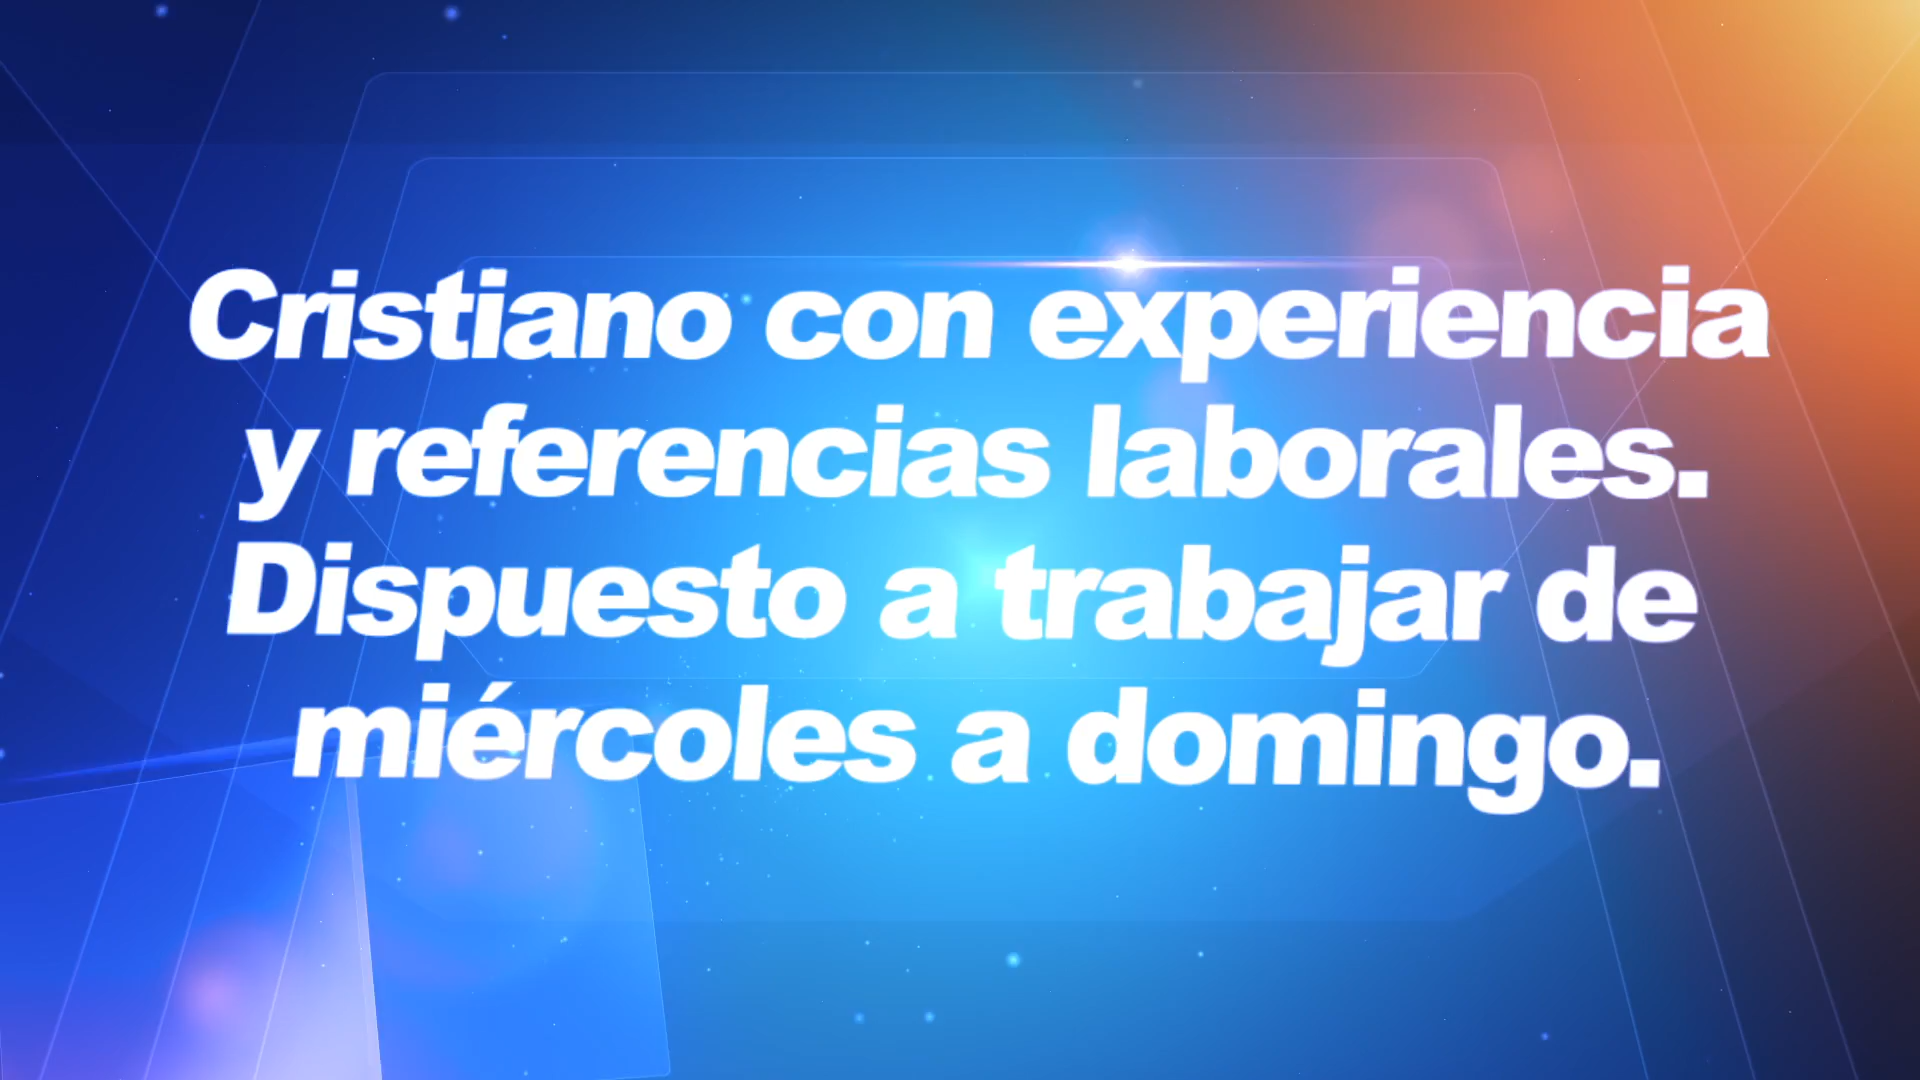 Cristiano con experiencia
y referencias laborales.
Dispuesto a trabajar de
miércoles a domingo.